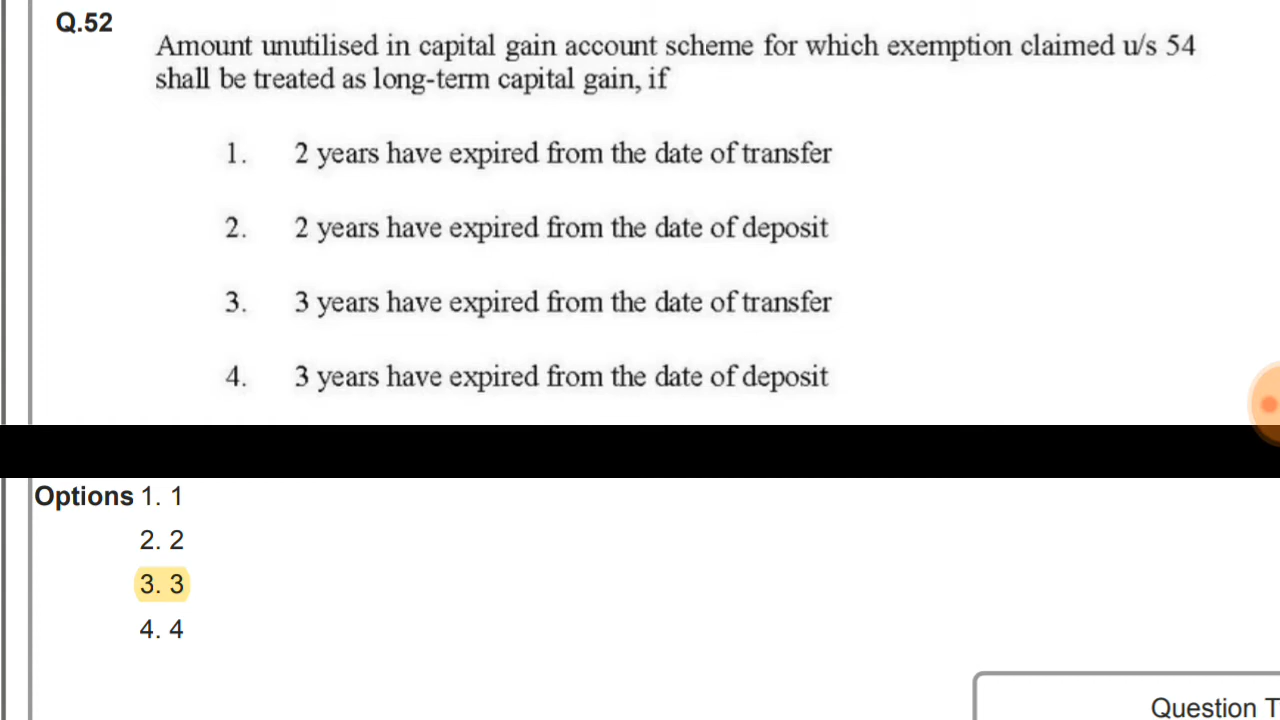 Q.52
Amount unutilised in capital gain account scheme for which exemption claimed u/s 54
shall be treated as long-term capital gain, if
1. 2 years have expired from the date of transfer
2. 2 years have expired from the date of deposit
3. 3 years have expired from the date of transfer
4. 3 years have expired from the date of deposit
Options 1. 1
2. 2
3. 3
4. 4
Question T